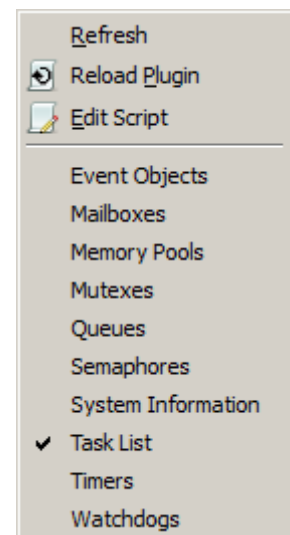 Refresh
Reload Plugin
Edit Script
Event Objects
Mailboxes
Memory Pools
Mutexes
Queues
Semaphores
System Information
Task List
Timers
Watchdogs